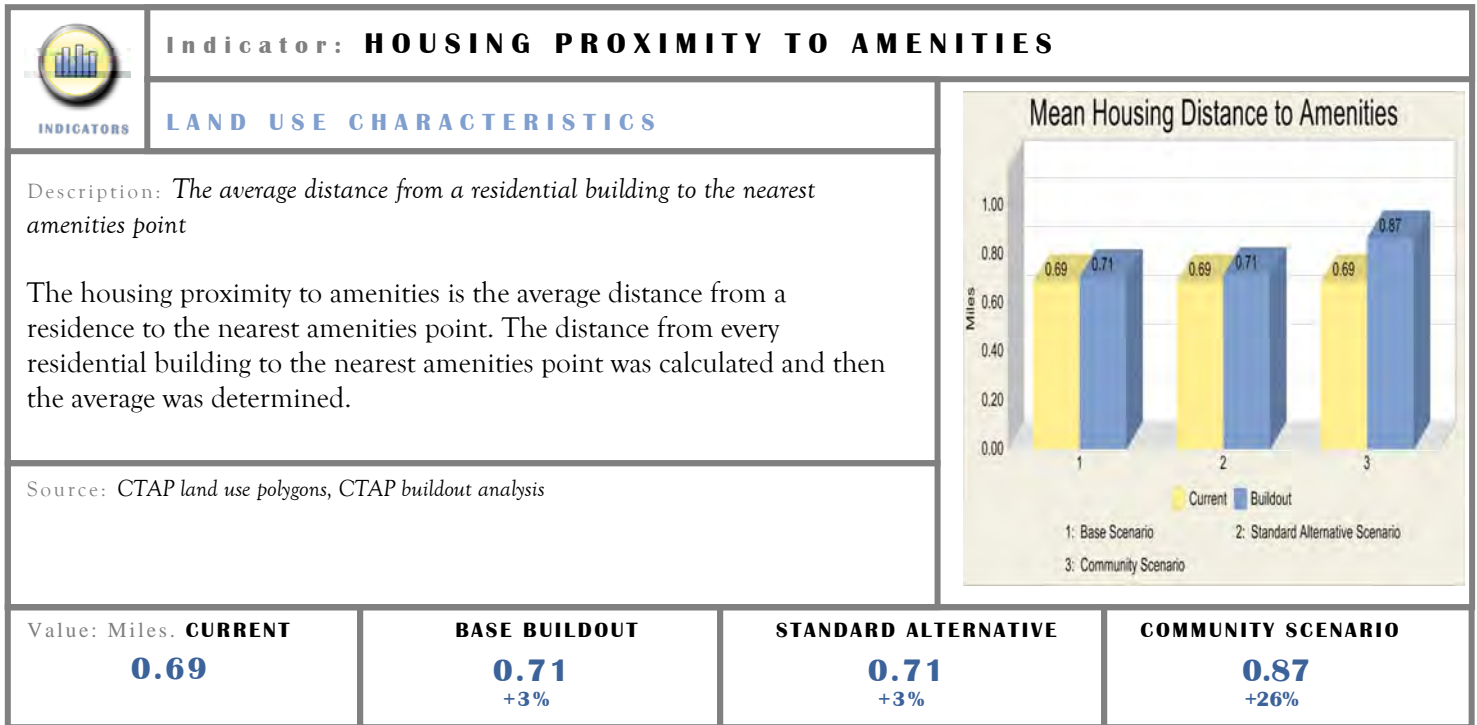 Indicator: HOUSING PROXIMITY TO AMENITIES
INDICATORS
LAND USE CHARACTERISTICS
Description: The average distance from a residential building to the nearest
amenities point
The housing proximity to amenities is the average distance from a
residence to the nearest amenities point. The distance from every
residential building to the nearest amenities point was calculated and then
the average was determined.
Source: CTAP land use polygons, CTAP buildout analysis
Mean Housing Distance to Amenities
Miles
1.00
0.80
0.60
0.40
0.20
0.00
0.69 0.71 0.69 0.71 0.69 0.87
1 2 3
Current Buildout
1: Base Scenario 2: Standard Alternative Scenario
3: Community Scenario
Value: Miles. CURRENT
0.69
BASE BUILDOUT
0.71
+3%
STANDARD ALTERNATIVE
0.71
+3%
COMMUNITY SCENARIO
0.87
+26%